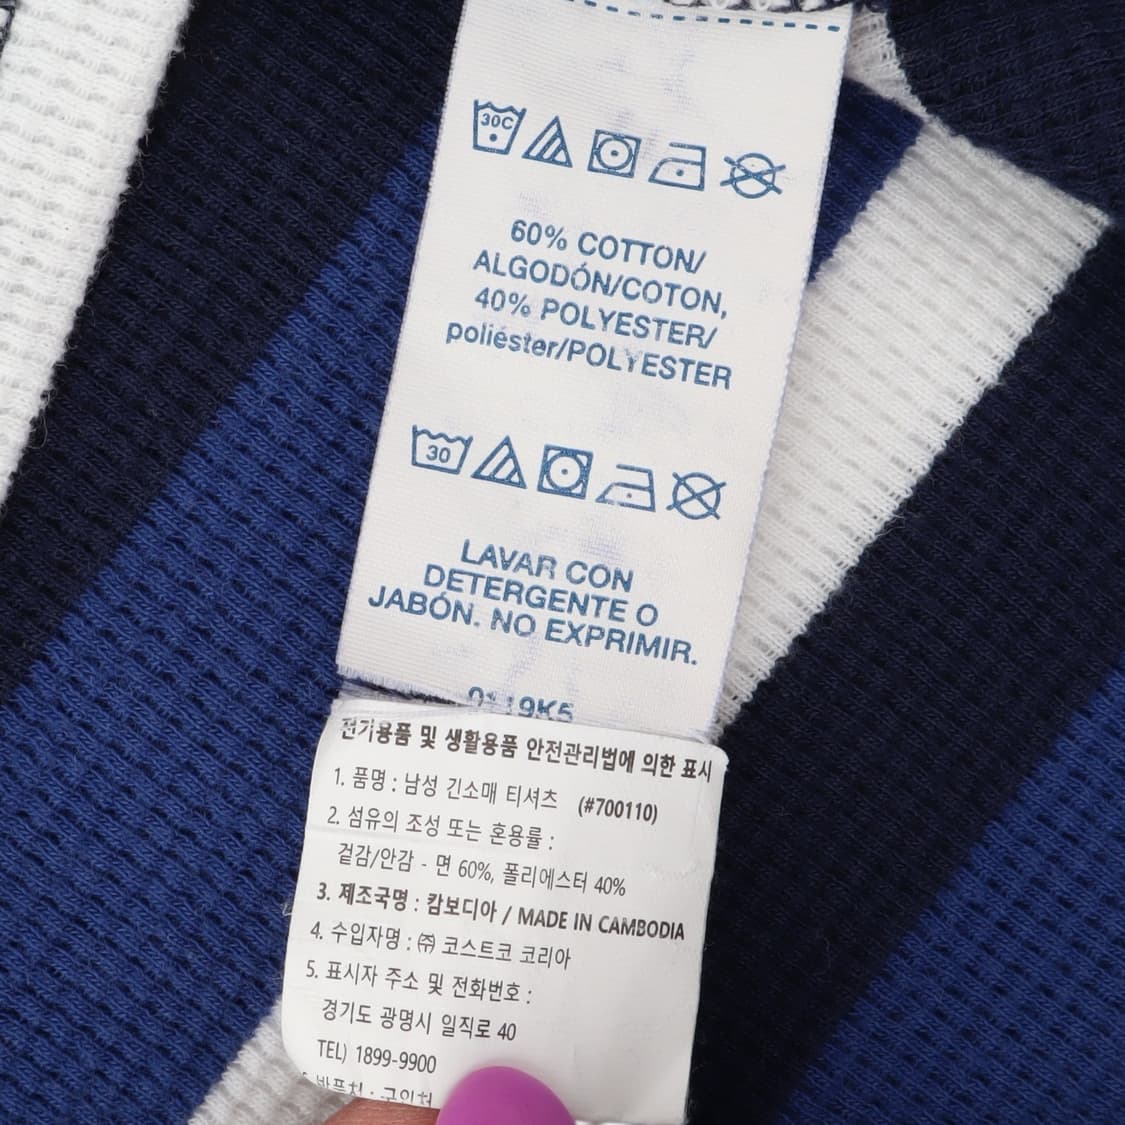 30C
60% COTTON/
ALGODÓN/COTON,
40% POLYESTER/
poliéster/POLYESTER
30
LAVAR CON
DETERGENTE O
JABÓN. NO EXPRIMIR.
전기용품 및 생활용품 안전관리법에 의한 표시
1. 품명 : 남성 긴소매 티셔츠 (#700110)
2. 섬유의 조성 또는 혼용률 :
겉감/안감 - 면 60%, 폴리에스터 40%
3. 제조국명 : 캄보디아 / MADE IN CAMBODIA
4. 수입자명 : ㈜ 코스트코 코리아
5. 표시자 주소 및 전화번호 :
경기도 광명시 일직로 40
TEL) 1899-9900